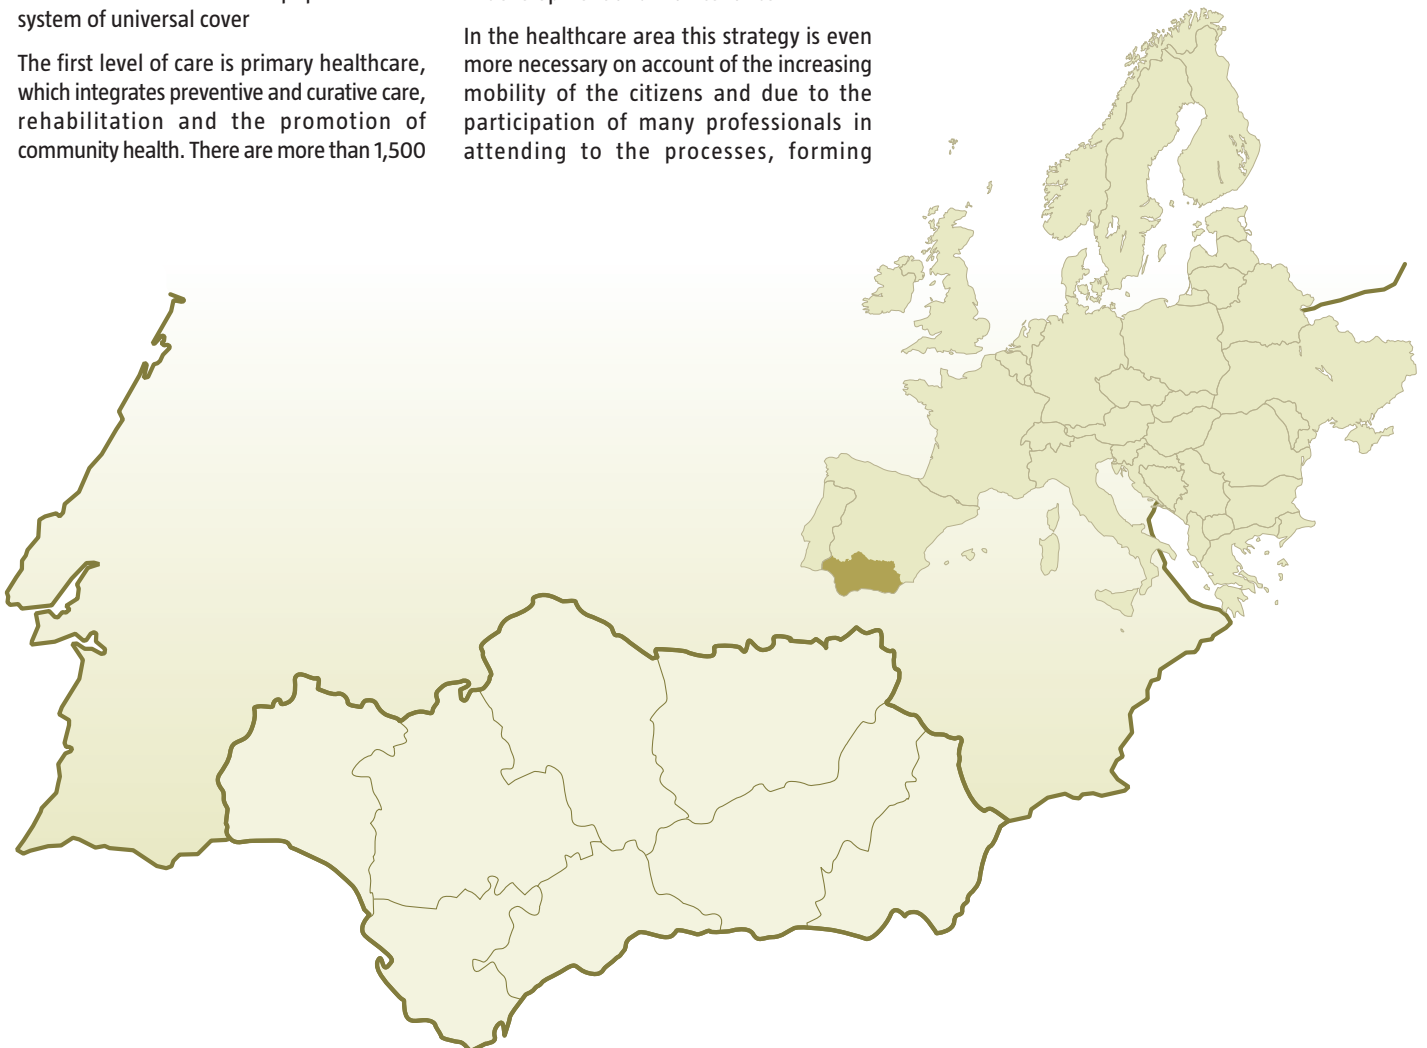 system of universal cover
The first level of care is primary healthcare,
which integrates preventive and curative care,
rehabilitation and the promotion of
community health. There are more than 1,500
In the healthcare area this strategy is even
more necessary on account of the increasing
mobility of the citizens and due to the
participation of many professionals in
attending to the processes, forming